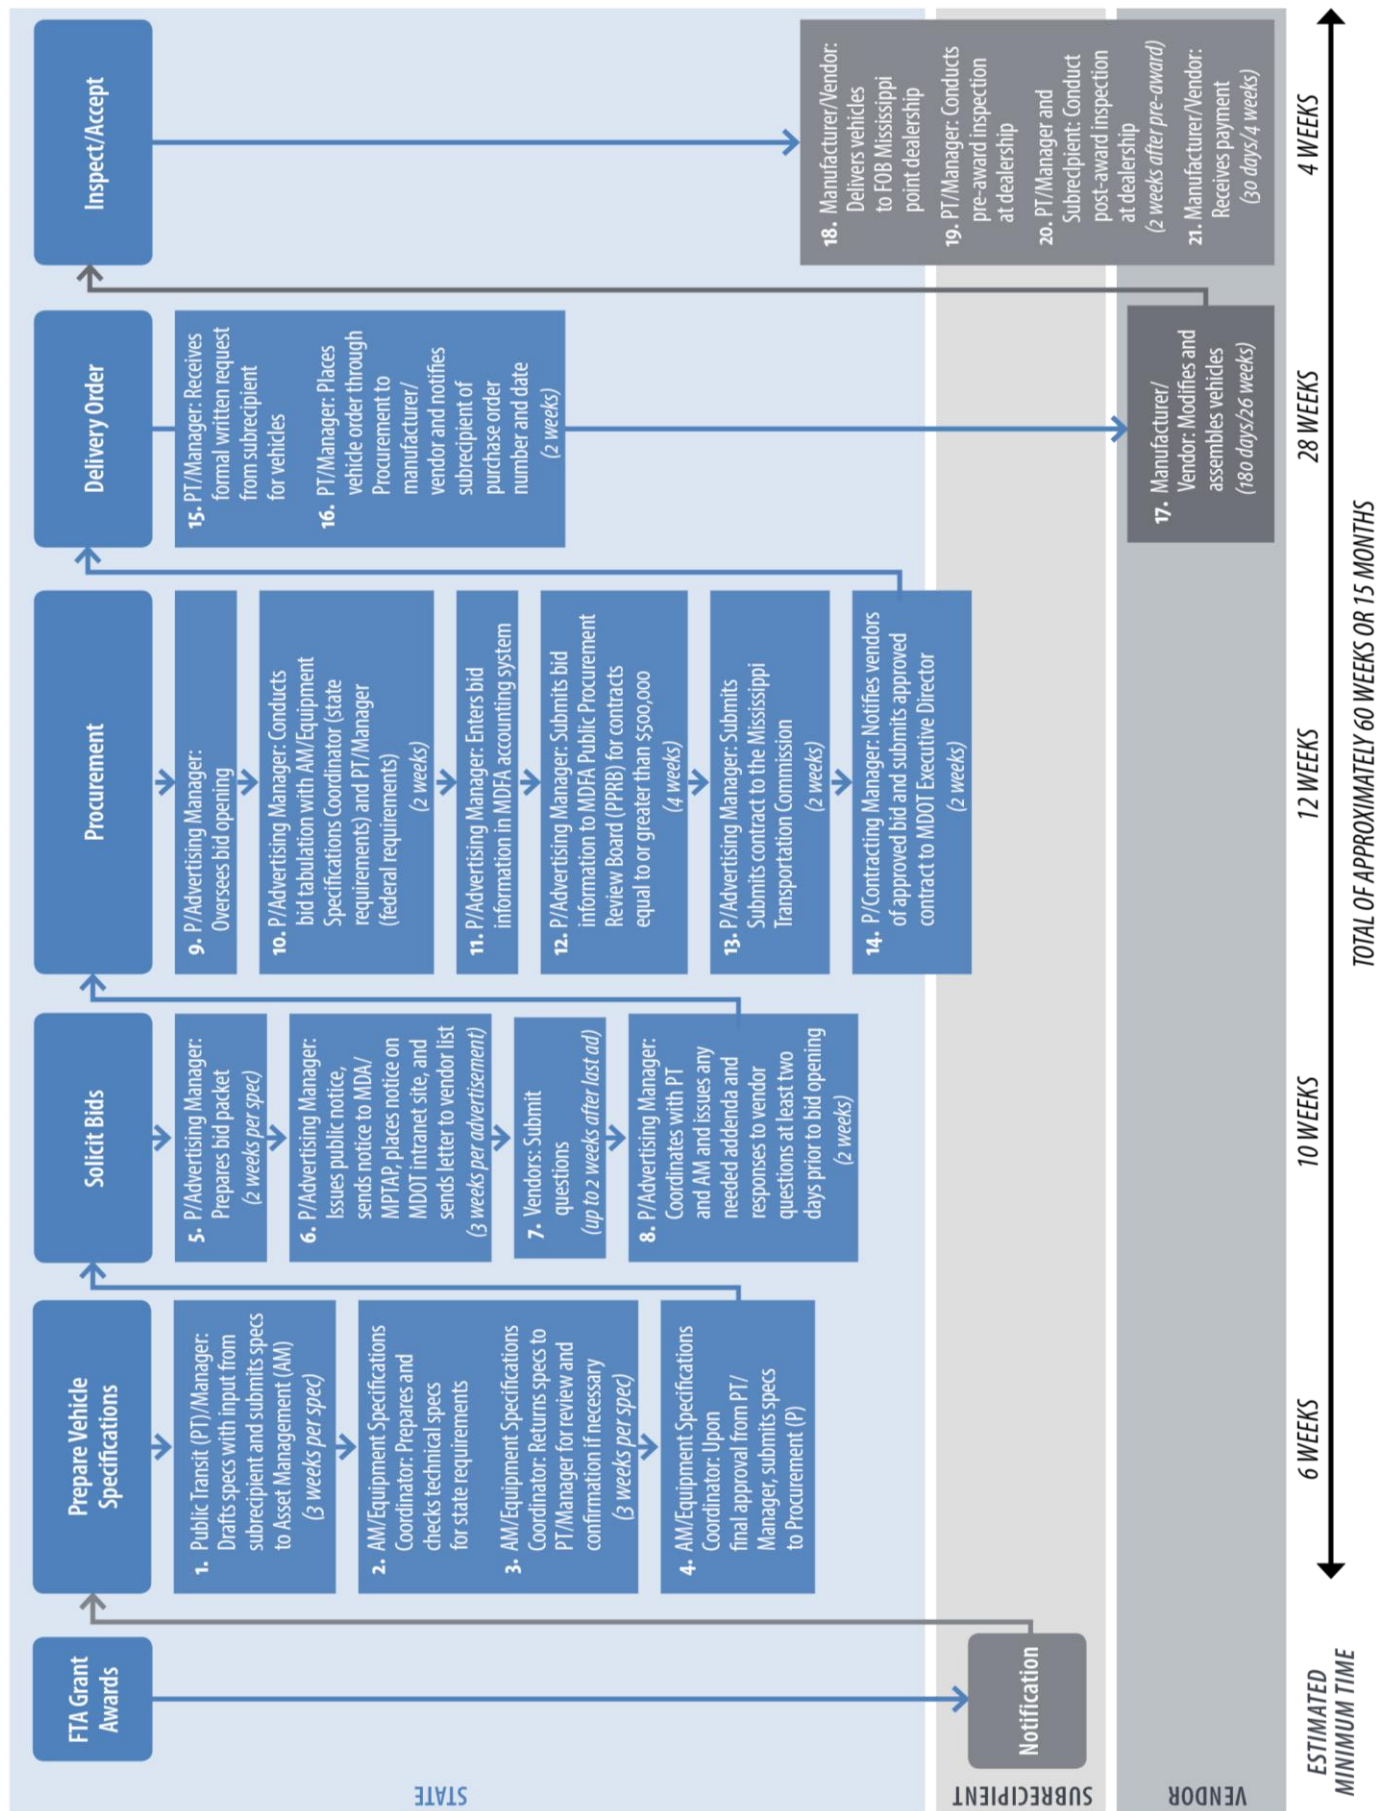 STATE
SUBRECIPIENT
VENDOR
FTA Grant
Awards
Notification
Prepare Vehicle
Specifications
1. Public Transit (PT)/Manager:
Drafts specs with input from
subrecipient and submits specs
to Asset Management (AM)
(3 weeks per spec)
2. AM/Equipment Specifications
Coordinator: Prepares and
checks technical specs
for state requirements
3. AM/Equipment Specifications
Coordinator: Returns specs to
PT/Manager for review and
confirmation if necessary
(3 weeks per spec)
4. AM/Equipment Specifications
Coordinator: Upon
final approval from PT/
Manager, submits specs
to Procurement (P)
Solicit Bids
5. P/Advertising Manager:
Prepares bid packet
(2 weeks per spec)
6. P/Advertising Manager:
Issues public notice,
sends notice to MDA/
MPTAP, places notice on
MDOT intranet site, and
sends letter to vendor list
(3 weeks per advertisement)
7. Vendors: Submit
questions
(up to 2 weeks after last ad)
8. P/Advertising Manager:
Coordinates with PT
and AM and issues any
needed addenda and
responses to vendor
questions at least two
days prior to bid opening
(2 weeks)
Procurement
9. P/Advertising Manager:
Oversees bid opening
10. P/Advertising Manager: Conducts
bid tabulation with AM/Equipment
Specifications Coordinator (state
requirements) and PT/Manager
(federal requirements)
(2 weeks)
11. P/Advertising Manager: Enters bid
information in MDFA accounting system
12. P/Advertising Manager: Submits bid
information to MDFA Public Procurement
Review Board (PPRB) for contracts
equal to or greater than $500,000
(4 weeks)
13. P/Advertising Manager: Submits
Submits contract to the Mississippi
Transportation Commission
(2 weeks)
14. P/Contracting Manager: Notifies vendors
of approved bid and submits approved
contract to MDOT Executive Director
(2 weeks)
Delivery Order
15. PT/Manager: Receives
formal written request
from subrecipient
for vehicles
16. PT/Manager: Places
vehicle order through
Procurement to
manufacturer/
vendor and notifies
subrecipient of
purchase order
number and date
(2 weeks)
17. Manufacturer/
Vendor: Modifies and
assembles vehicles
(180 days/26 weeks)
Inspect/Accept
18. Manufacturer/Vendor:
Delivers vehicles
to FOB Mississippi
point dealership
19. PT/Manager: Conducts
pre-award inspection
at dealership
20. PT/Manager and
Subrecipient: Conduct
post-award inspection
at dealership
(2 weeks after pre-award)
21. Manufacturer/Vendor:
Receives payment
(30 days/4 weeks)
ESTIMATED
MINIMUM TIME
6 WEEKS
10 WEEKS
12 WEEKS
28 WEEKS
4 WEEKS
TOTAL OF APPROXIMATELY 60 WEEKS OR 15 MONTHS